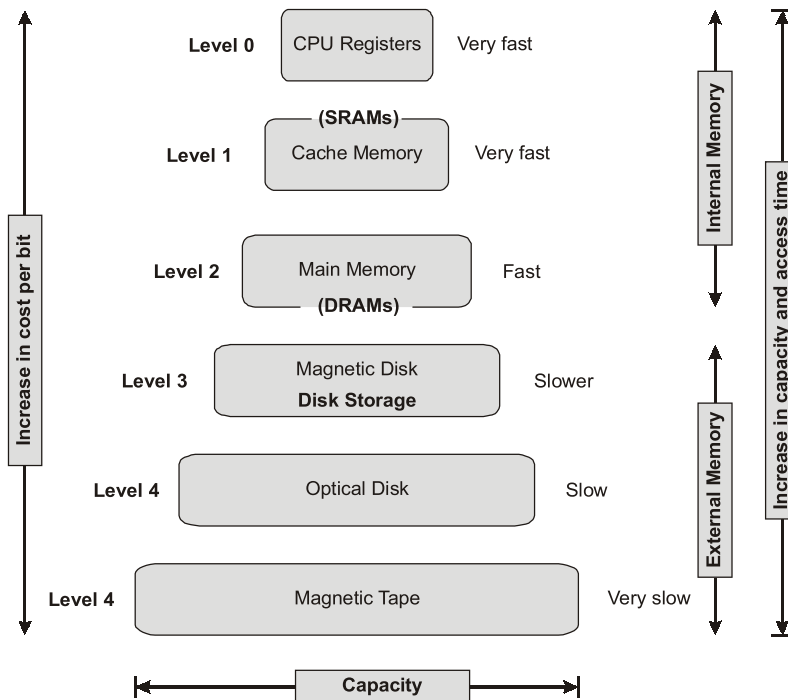 Level 0
CPU Registers
Very fast
(SRAMs)
Level 1
Cache Memory
Very fast
Level 2
Main Memory
Fast
(DRAMs)
Level 3
Magnetic Disk
Disk Storage
Slower
Level 4
Optical Disk
Slow
Level 4
Magnetic Tape
Very slow
Increase in cost per bit
Internal Memory
External Memory
Increase in capacity and access time
Capacity